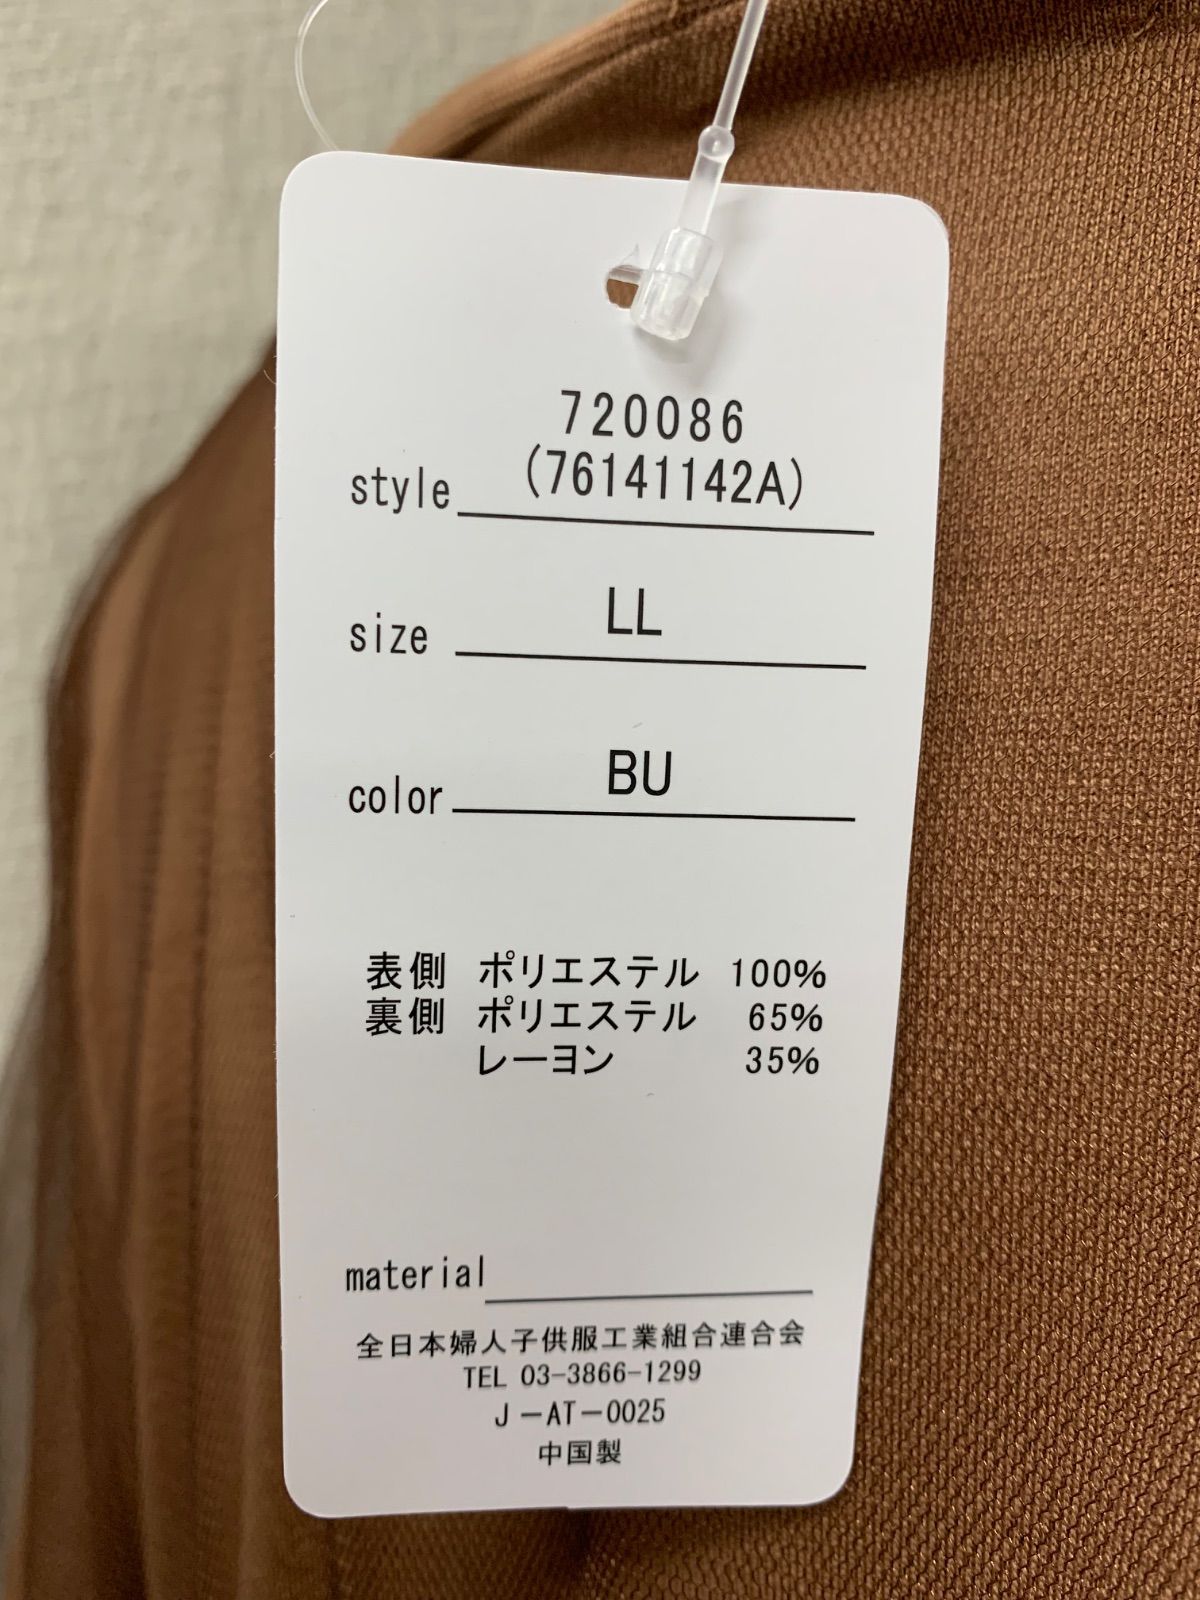 720086
style (76141142A)
size LL
color BU
表側 ポリエステル 100%
裏側 ポリエステル 65%
レーヨン 35%
material
全日本婦人子供服工業組合連合会
TEL 03-3866-1299
J-AT-0025
中国製